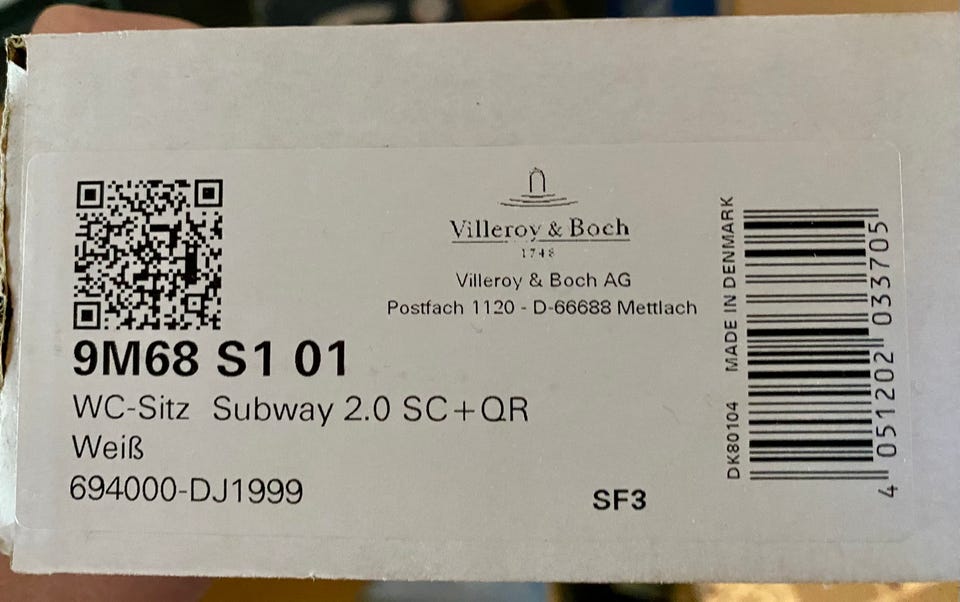 Villeroy & Boch
1748
Villeroy & Boch AG
Postfach 1120 - D-66688 Mettlach
9M68 S1 01
WC-Sitz Subway 2.0 SC+QR
Weiß
694000-DJ1999
SF3
DK80104 MADE IN DENMARK
4 051202 033705